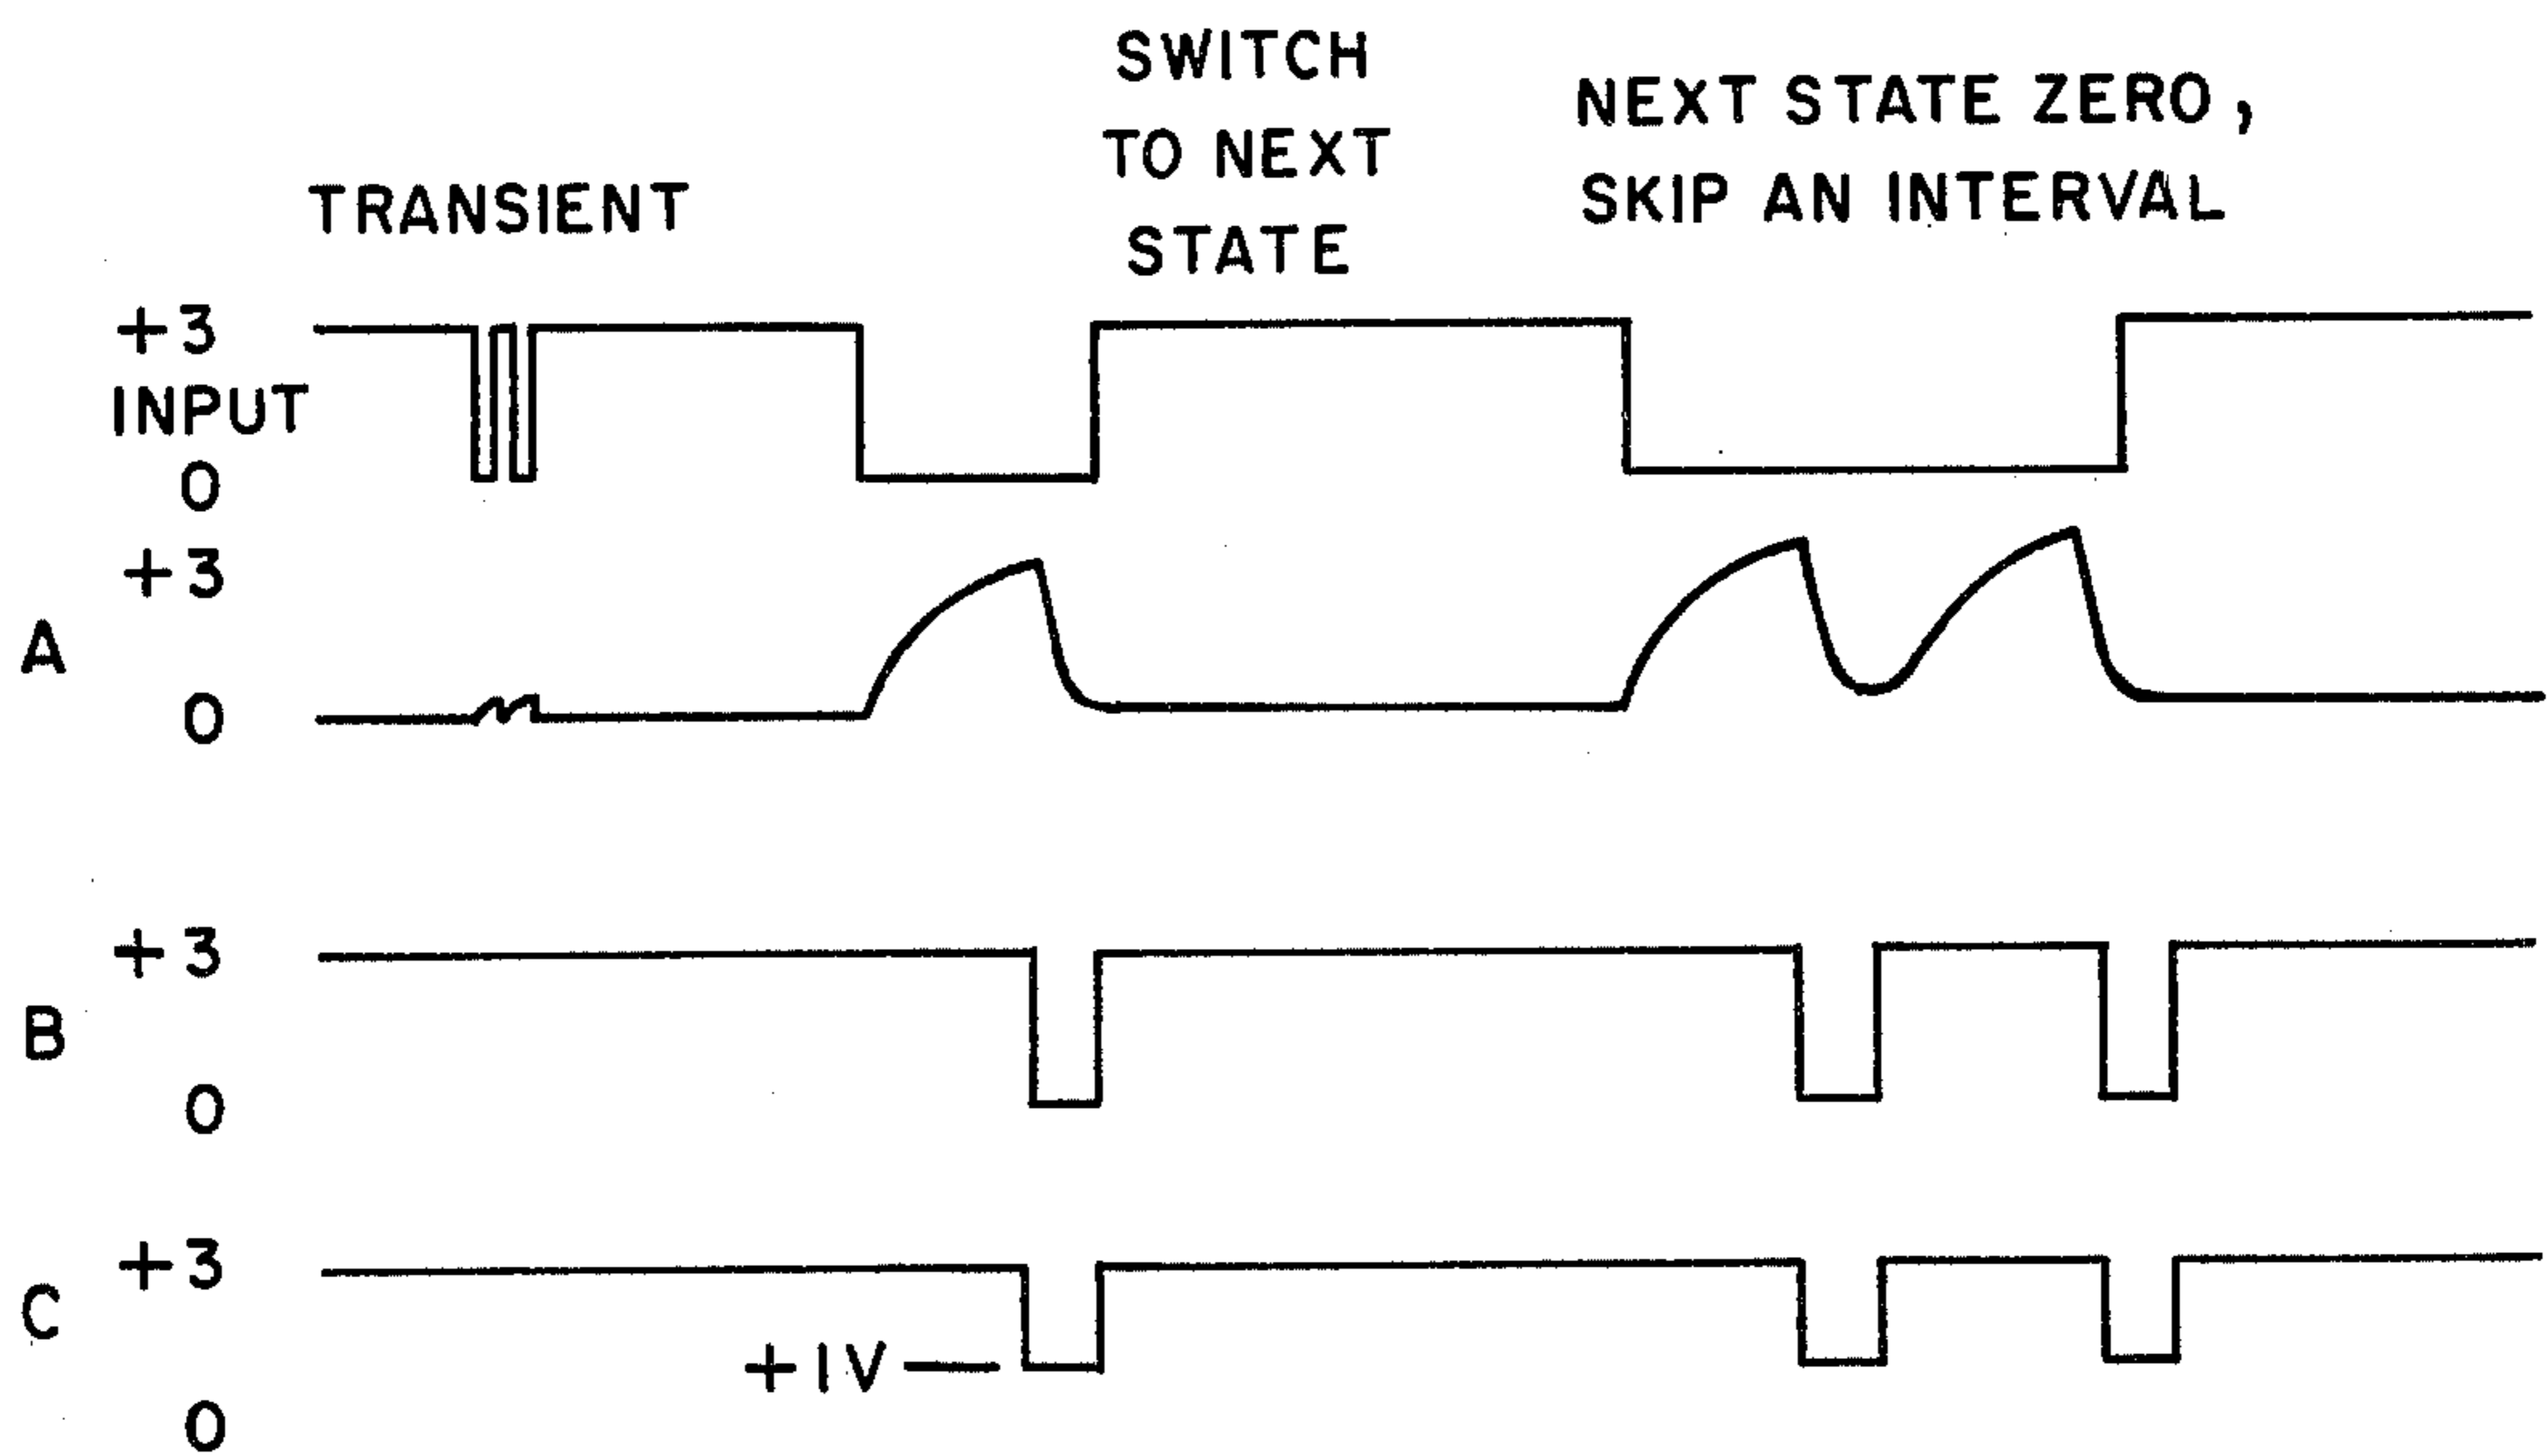 TRANSIENT
SWITCH
TO NEXT
STATE
NEXT STATE ZERO,
SKIP AN INTERVAL
+3
INPUT
0
+3
A
0
+3
B
0
+3
C
+1V
0